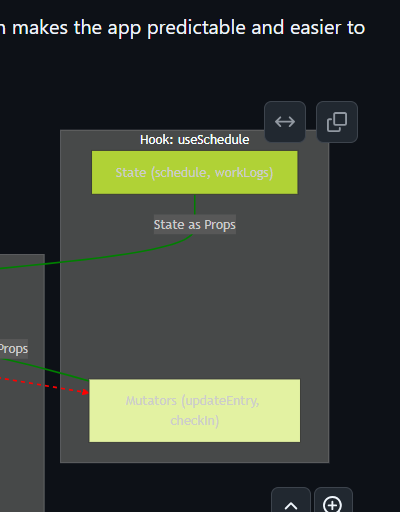 makes the app predictable and easier to
Hook: useSchedule
State (schedule, workLogs)
State as Props
Props
Mutators (updateEntry,
checkIn)